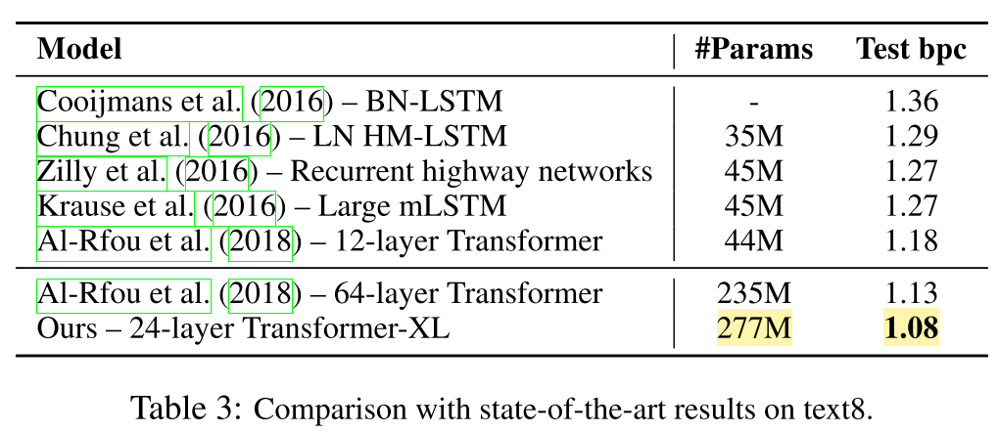 Model #Params Test bpc
Cooijmans et al. (2016) – BN-LSTM - 1.36
Chung et al. (2016) – LN HM-LSTM 35M 1.29
Zilly et al. (2016) – Recurrent highway networks 45M 1.27
Krause et al. (2016) – Large mLSTM 45M 1.27
Al-Rfou et al. (2018) – 12-layer Transformer 44M 1.18
Al-Rfou et al. (2018) – 64-layer Transformer 235M 1.13
Ours – 24-layer Transformer-XL 277M 1.08
Table 3: Comparison with state-of-the-art results on text8.